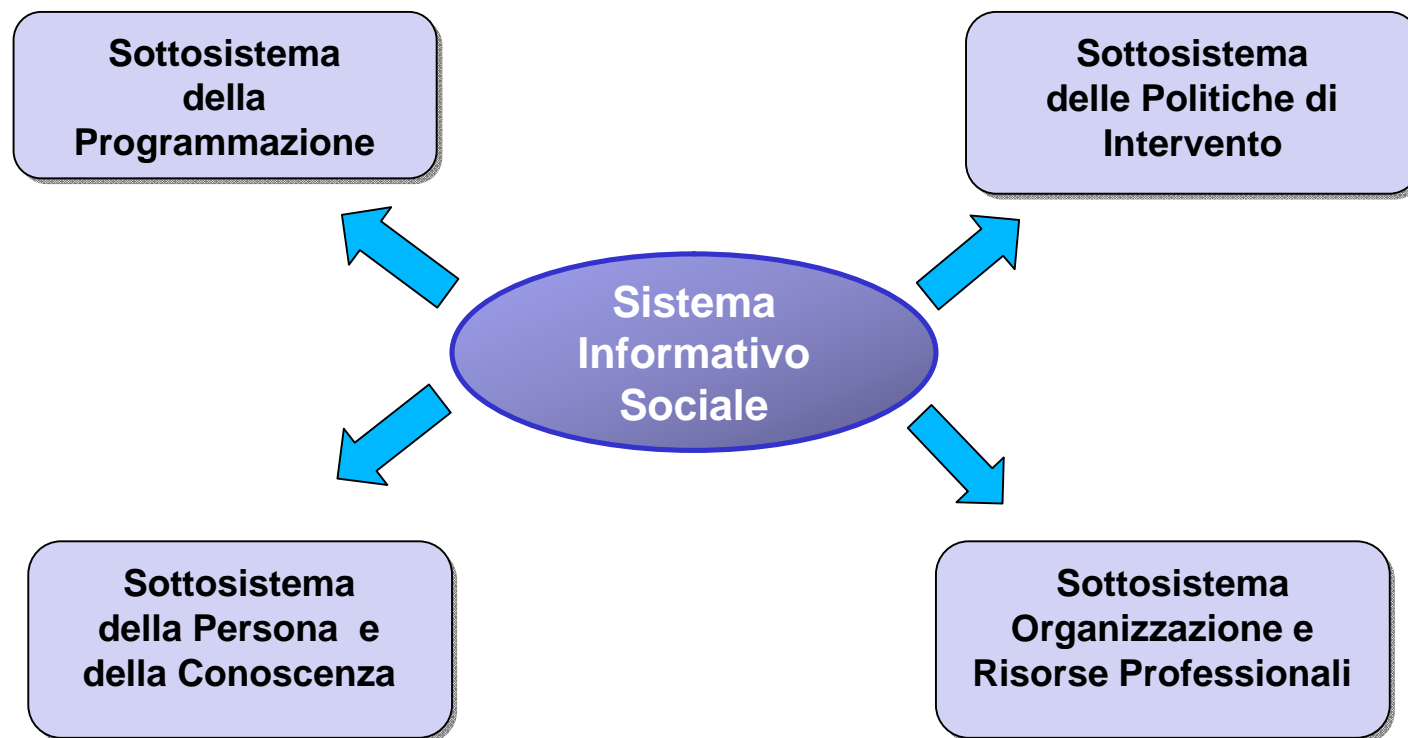 Sottosistema
della
Programmazione
Sottosistema
delle Politiche di
Intervento
Sistema
Informativo
Sociale
Sottosistema
della Persona e
della Conoscenza
Sottosistema
Organizzazione e
Risorse Professionali